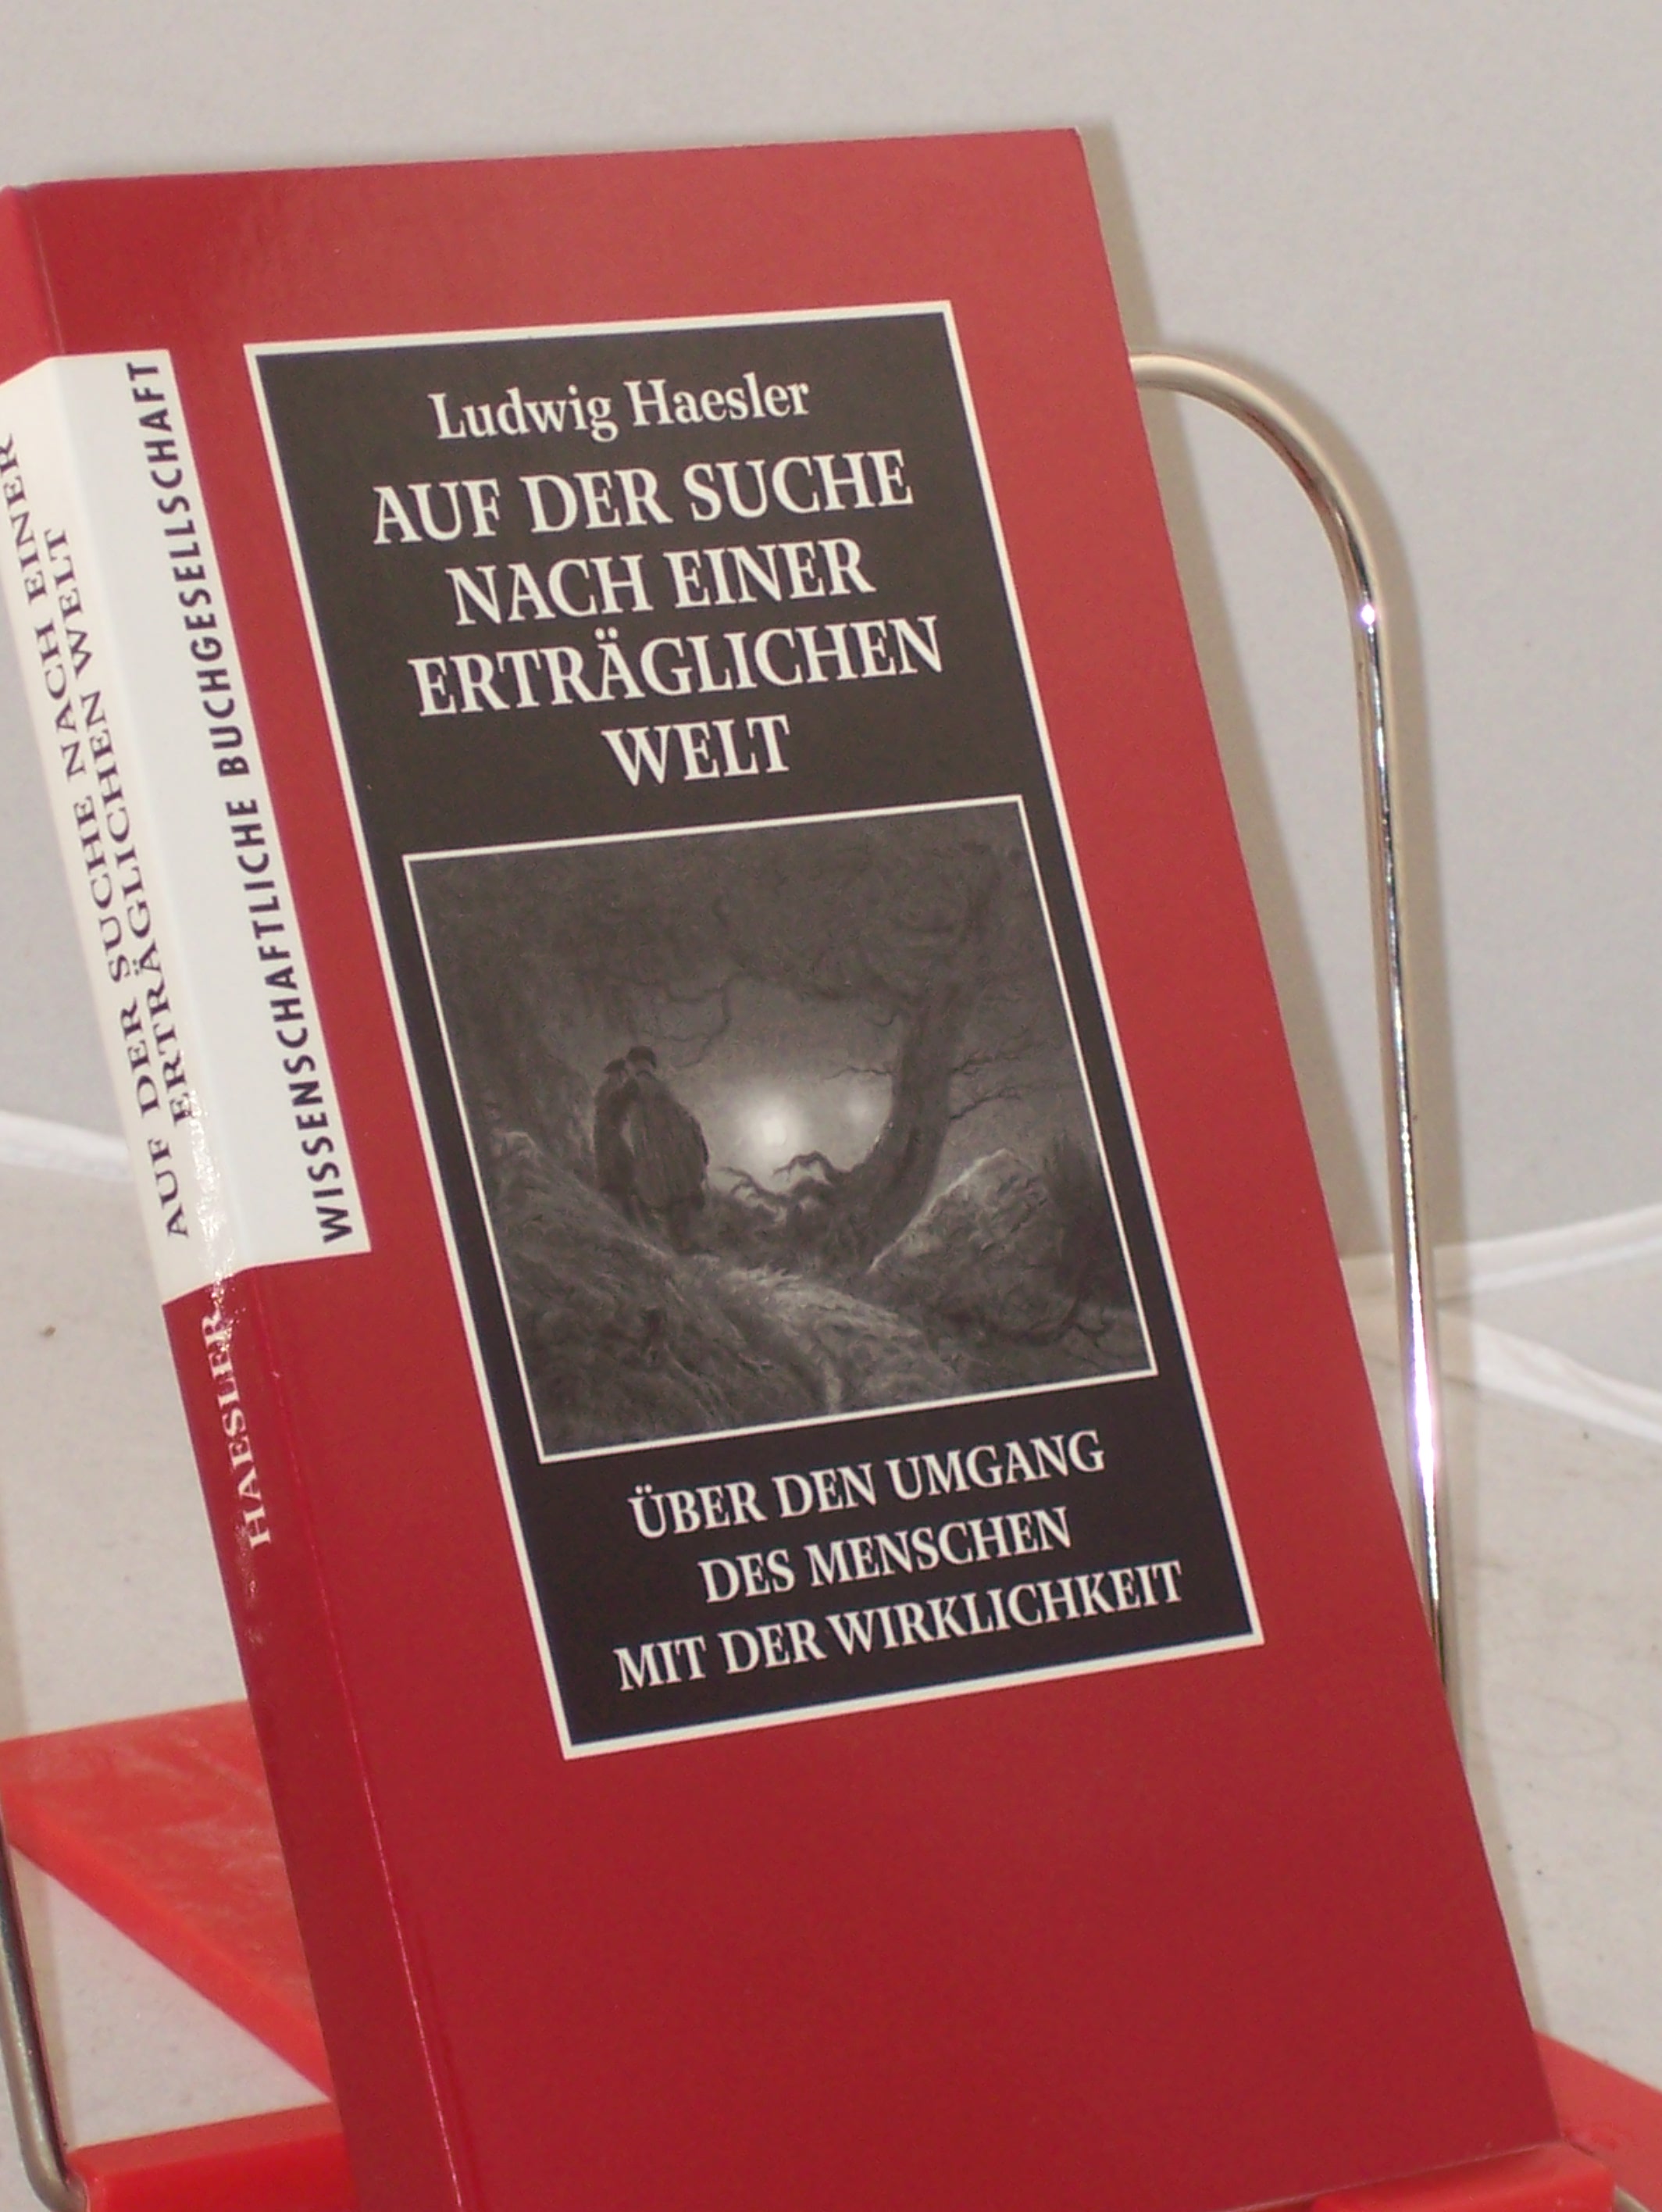 AUF DER SUCHE NACH EINER
ERTRÄGLICHEN WELT
HAESLER
WISSENSCHAFTLICHE BUCHGESELLSCHAFT
Ludwig Haesler
AUF DER SUCHE
NACH EINER
ERTRÄGLICHEN
WELT
ÜBER DEN UMGANG
DES MENSCHEN
MIT DER WIRKLICHKEIT